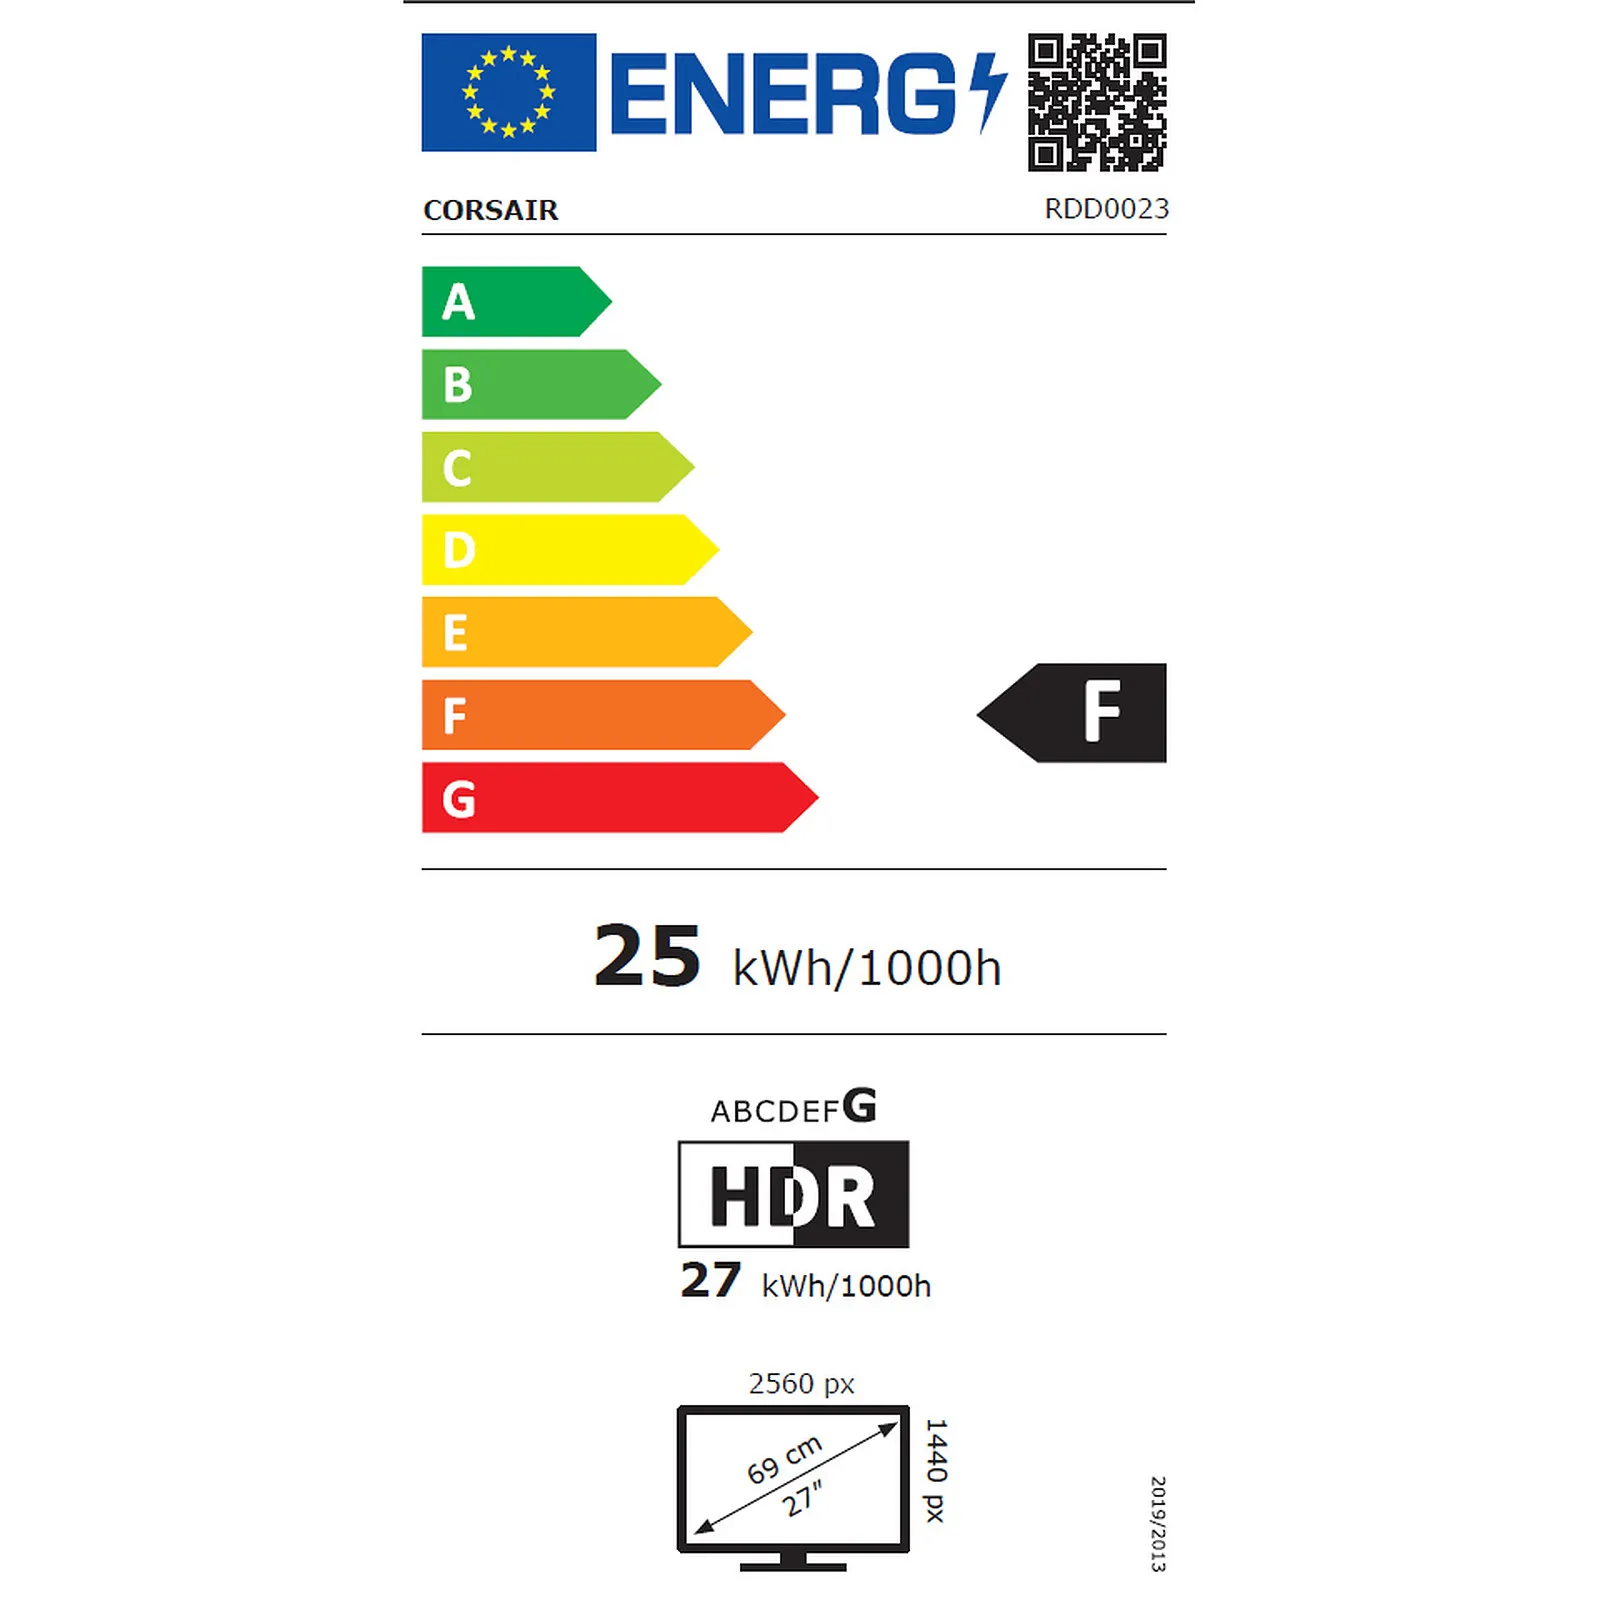 ENERG
CORSAIR
RDD0023
A
B
C
D
E
F
F
G
25 kWh/1000h
ABCDEFG
HDR
27 kWh/1000h
2560 px
1440 px
69 cm
27"
2019/2013